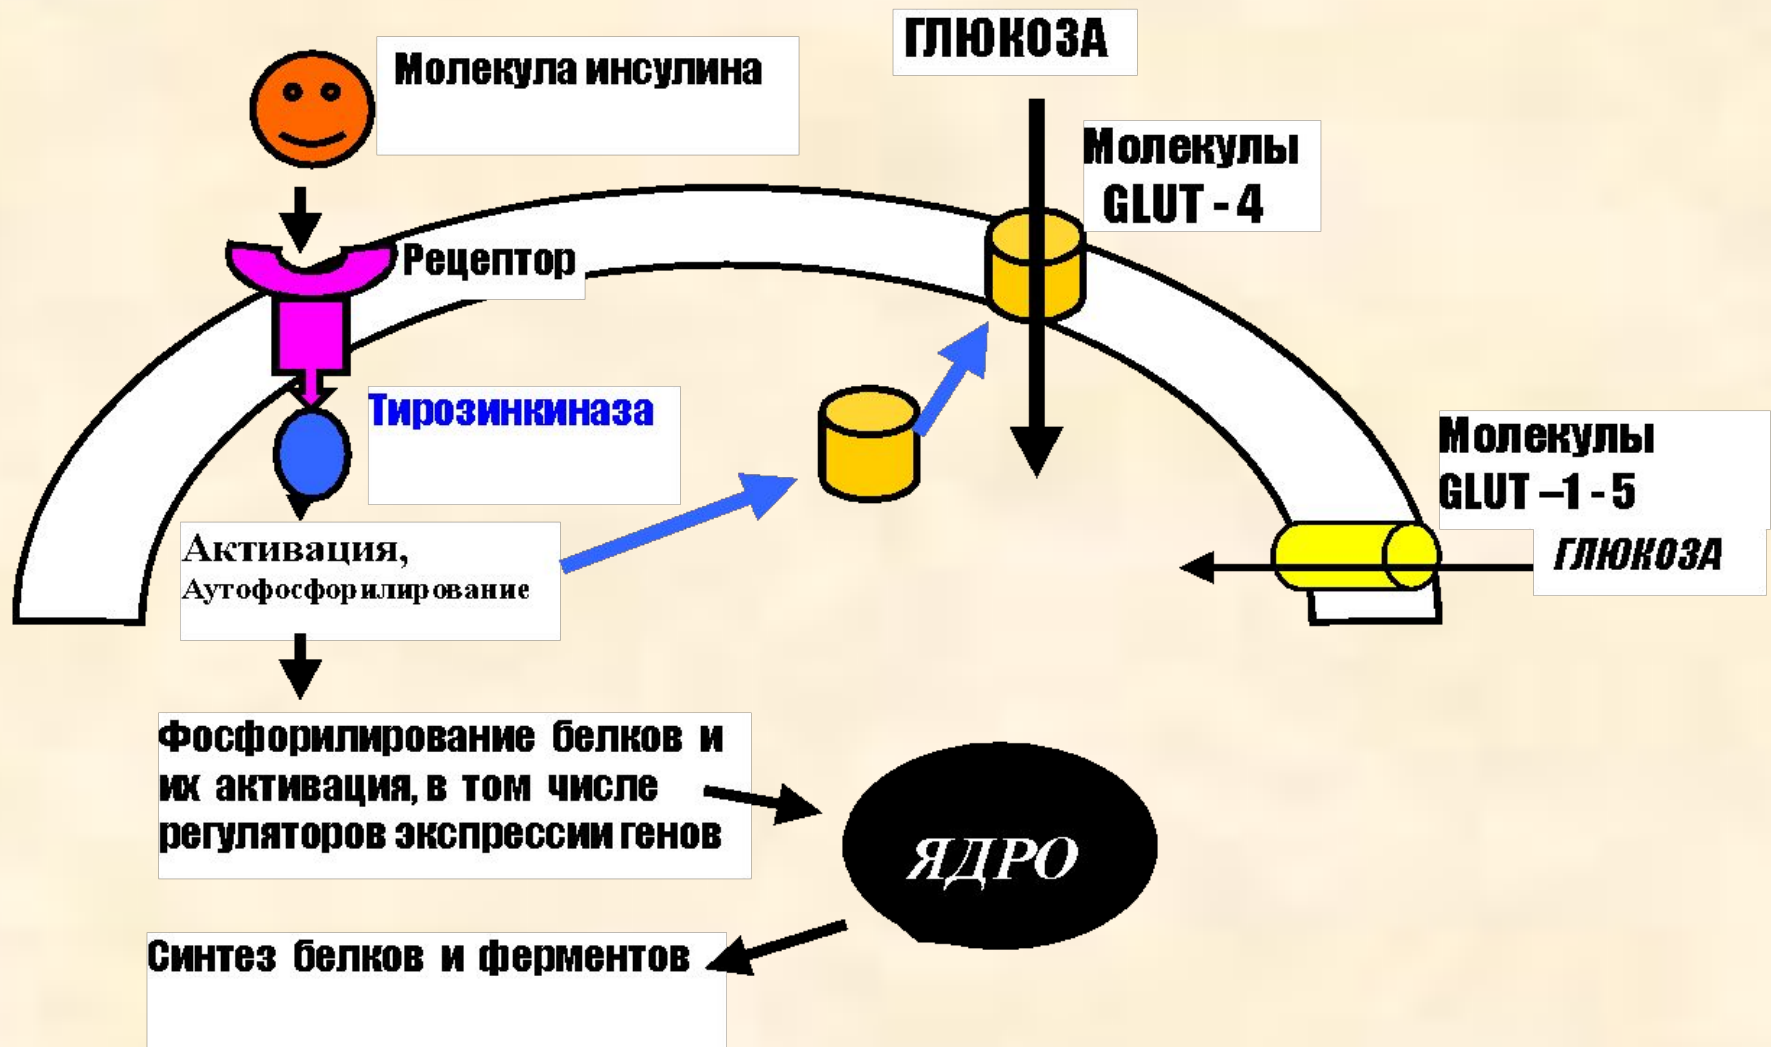 Молекула инсулина
ГЛЮКОЗА
Молекулы
GLUT - 4
Рецептор
Тирозинкиназа
Молекулы
GLUT –1 - 5
ГЛЮКОЗА
Активация,
Аутофосфорилирование
Фосфорилирование белков и
их активация, в том числе
регуляторов экспрессии генов
ЯДРО
Синтез белков и ферментов